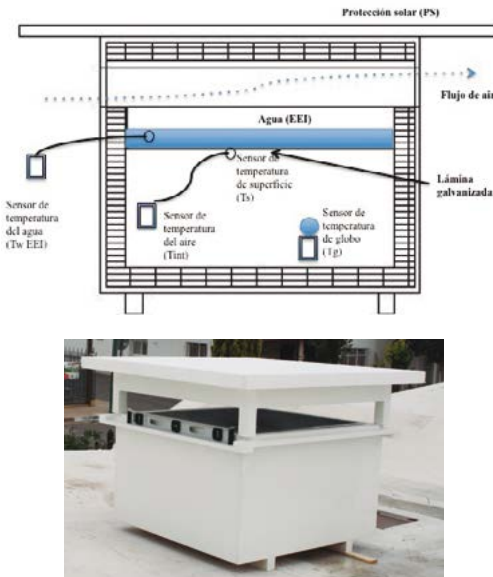 Protección solar (PS)
Flujo de aire
Agua (EEI)
Sensor de
temperatura
de superficie
(Ts)
Lámina
galvanizada
Sensor de
temperatura
del agua
(Tw EEI)
Sensor de
temperatura
del aire
(Tint)
Sensor de
temperatura
de globo
(Tg)